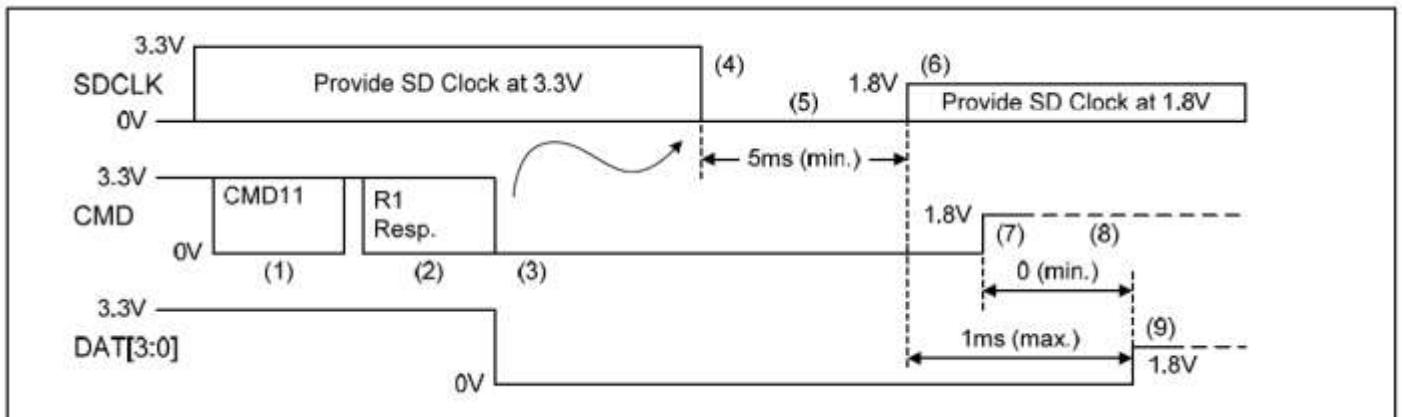 3.3V
SDCLK
0V
Provide SD Clock at 3.3V
(4)
(5)
1.8V
(6)
Provide SD Clock at 1.8V
5ms (min.)
3.3V
CMD
0V
CMD11
(1)
R1
Resp.
(2)
(3)
1.8V
(7)
(8)
0 (min.)
3.3V
DAT[3:0]
0V
1ms (max.)
(9)
1.8V